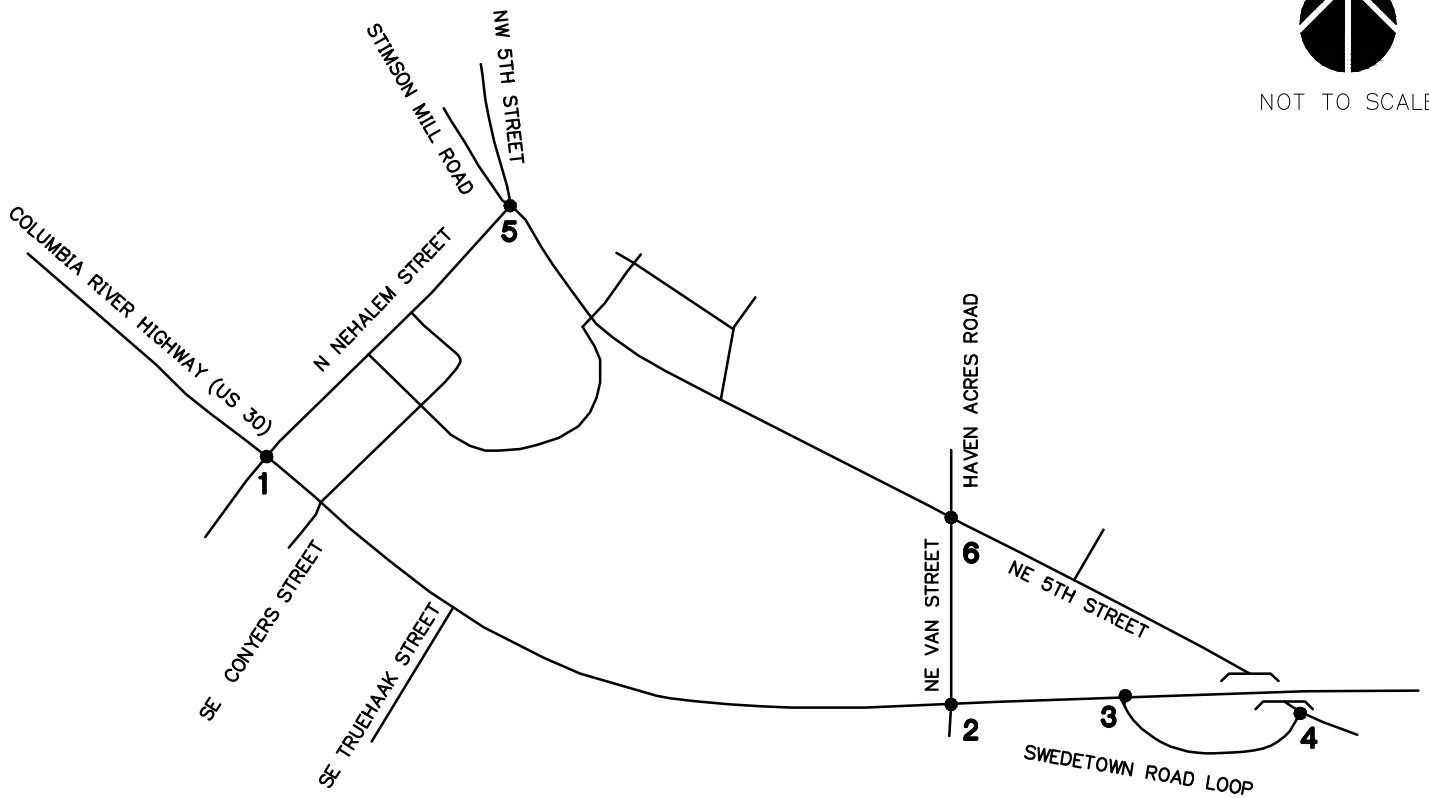 NW 5TH STREET
STIMSON MILL ROAD
NOT TO SCALE
COLUMBIA RIVER HIGHWAY (US 30)
N NEHALEM STREET
5
HAVEN ACRES ROAD
1
6
NE VAN STREET
NE 5TH STREET
SE CONYERS STREET
SE TRUEHAAK STREET
2
3
4
SWEDETOWN ROAD LOOP